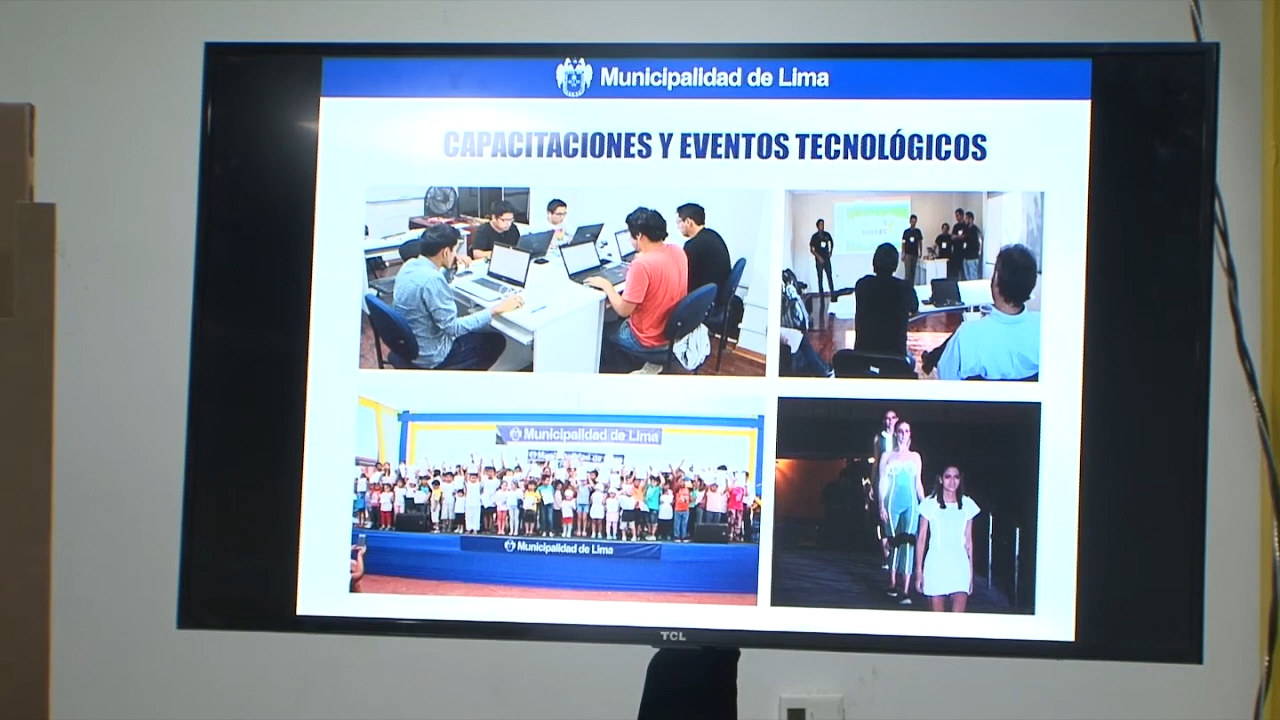 Municipalidad de Lima
CAPACITACIONES Y EVENTOS TECNOLÓGICOS
Municipalidad de Lima
Municipalidad de Lima
TCL